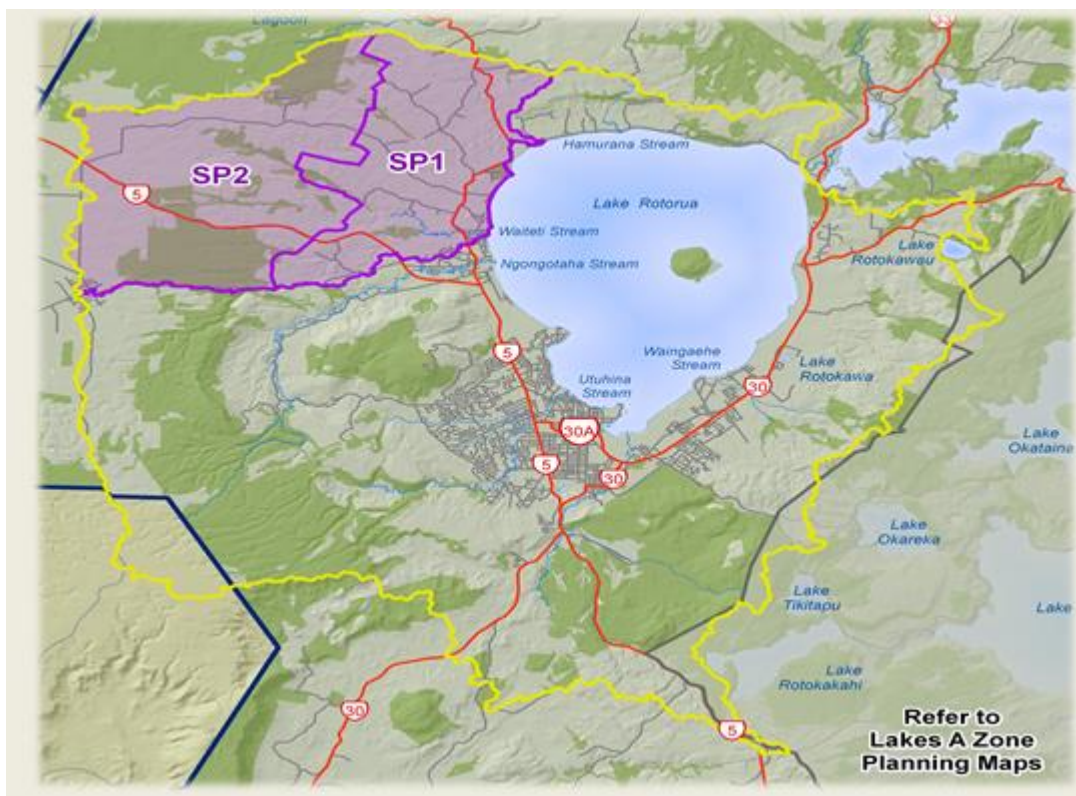 Lagoon
33
SP2
SP1
5
Hamurana Stream
Lake Rotorua
Waiteti Stream
Ngongotaha Stream
Lake
Rotokawau
5
Waingaehe
Stream
Lake
Rotokawa
Utuhina
Stream
30
30A
5
30
Lake
Okataina
Lake
Okareka
Lake
Tikitapu
Lake
Lake
Rotokakahi
30
5
Refer to
Lakes A Zone
Planning Maps